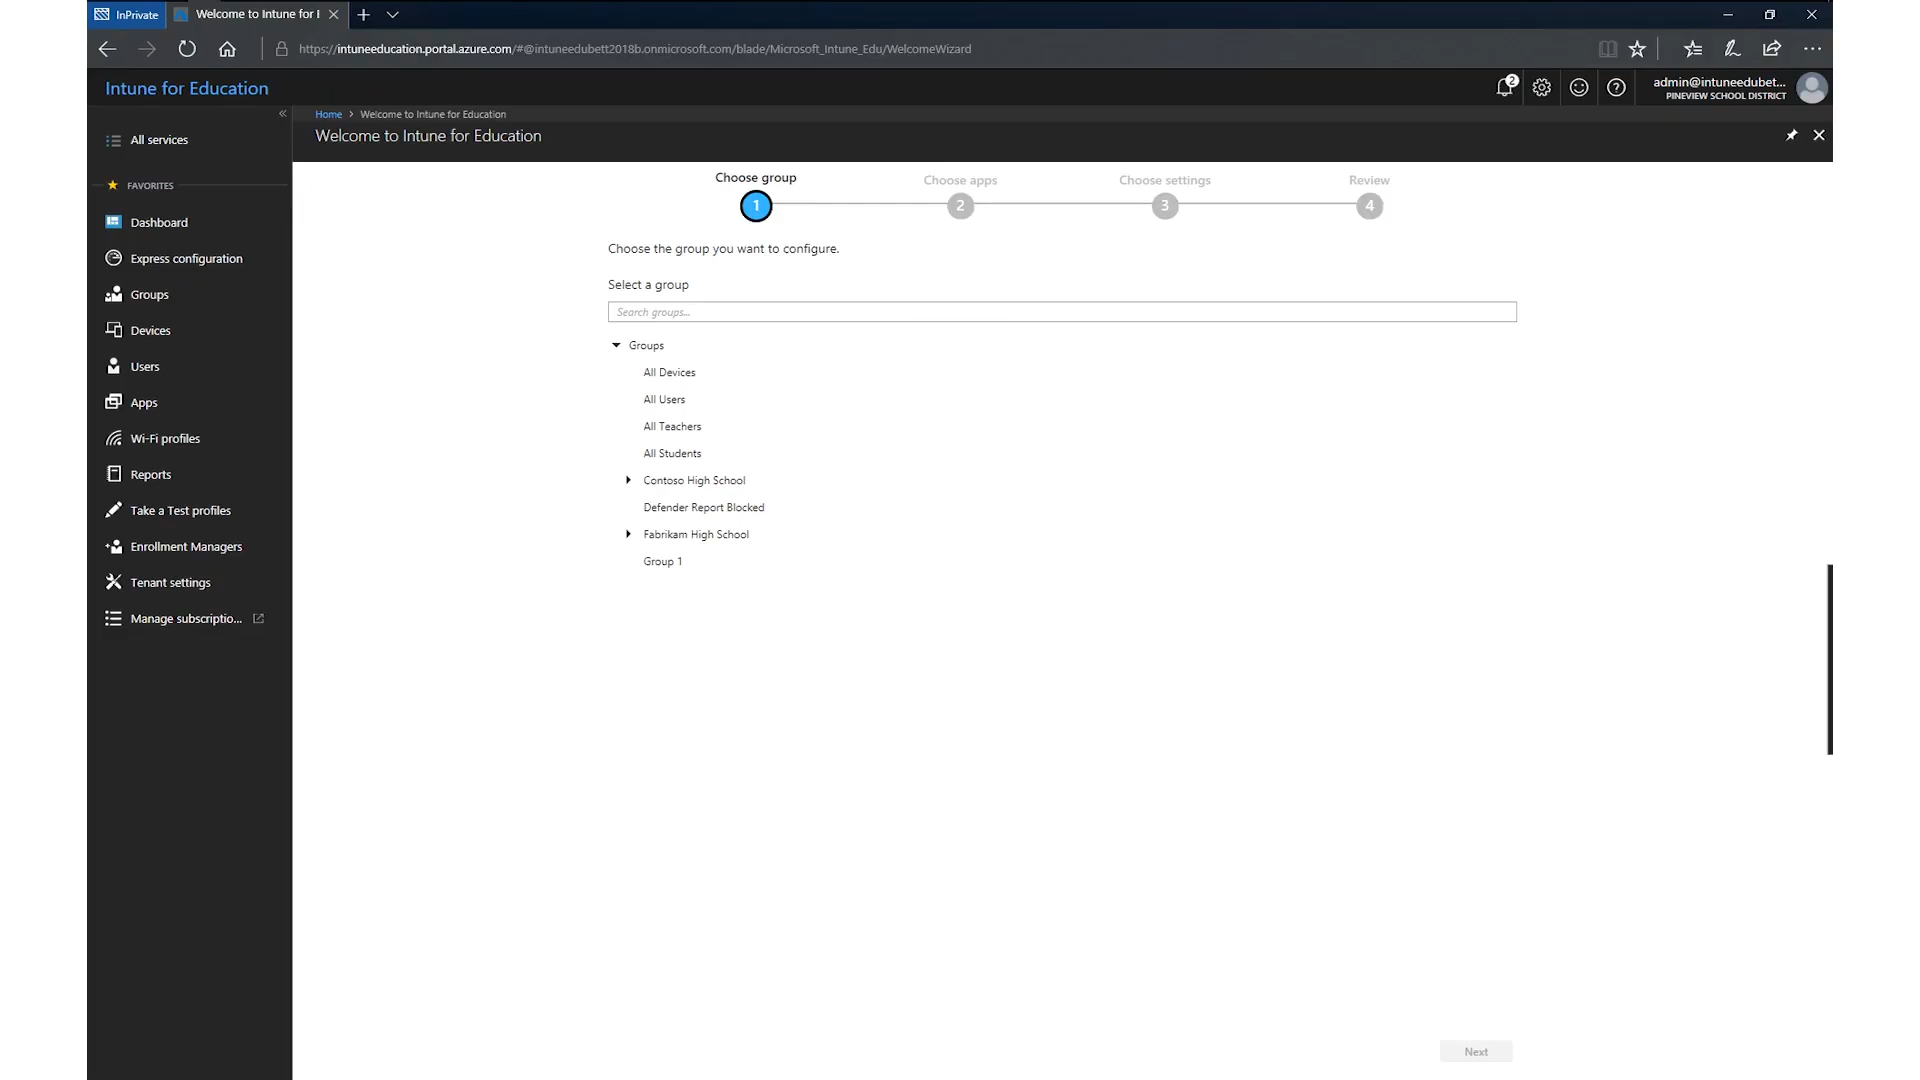 InPrivate
Welcome to Intune for I
https://intuneeducation.portal.azure.com/#@intuneedubett2018b.onmicrosoft.com/blade/Microsoft_Intune_Edu/WelcomeWizard
Intune for Education
2
admin@intuneedubet...
PINEVIEW SCHOOL DISTRICT
Home > Welcome to Intune for Education
Welcome to Intune for Education
All services
FAVORITES
Dashboard
Express configuration
Groups
Devices
Users
Apps
Wi-Fi profiles
Reports
Take a Test profiles
Enrollment Managers
Tenant settings
Manage subscriptio...
Choose group
Choose apps
Choose settings
Review
1
2
3
4
Choose the group you want to configure.
Select a group
Search groups...
Groups
All Devices
All Users
All Teachers
All Students
Contoso High School
Defender Report Blocked
Fabrikam High School
Group 1
Next